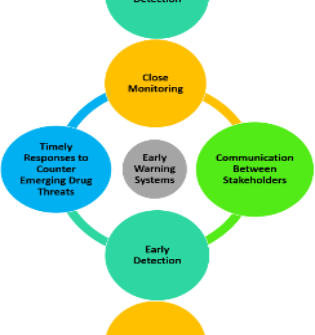 Detection
Close
Monitoring
Timely
Responses to
Counter
Emerging Drug
Threats
Early
Warning
Systems
Communication
Between
Stakeholders
Early
Detection